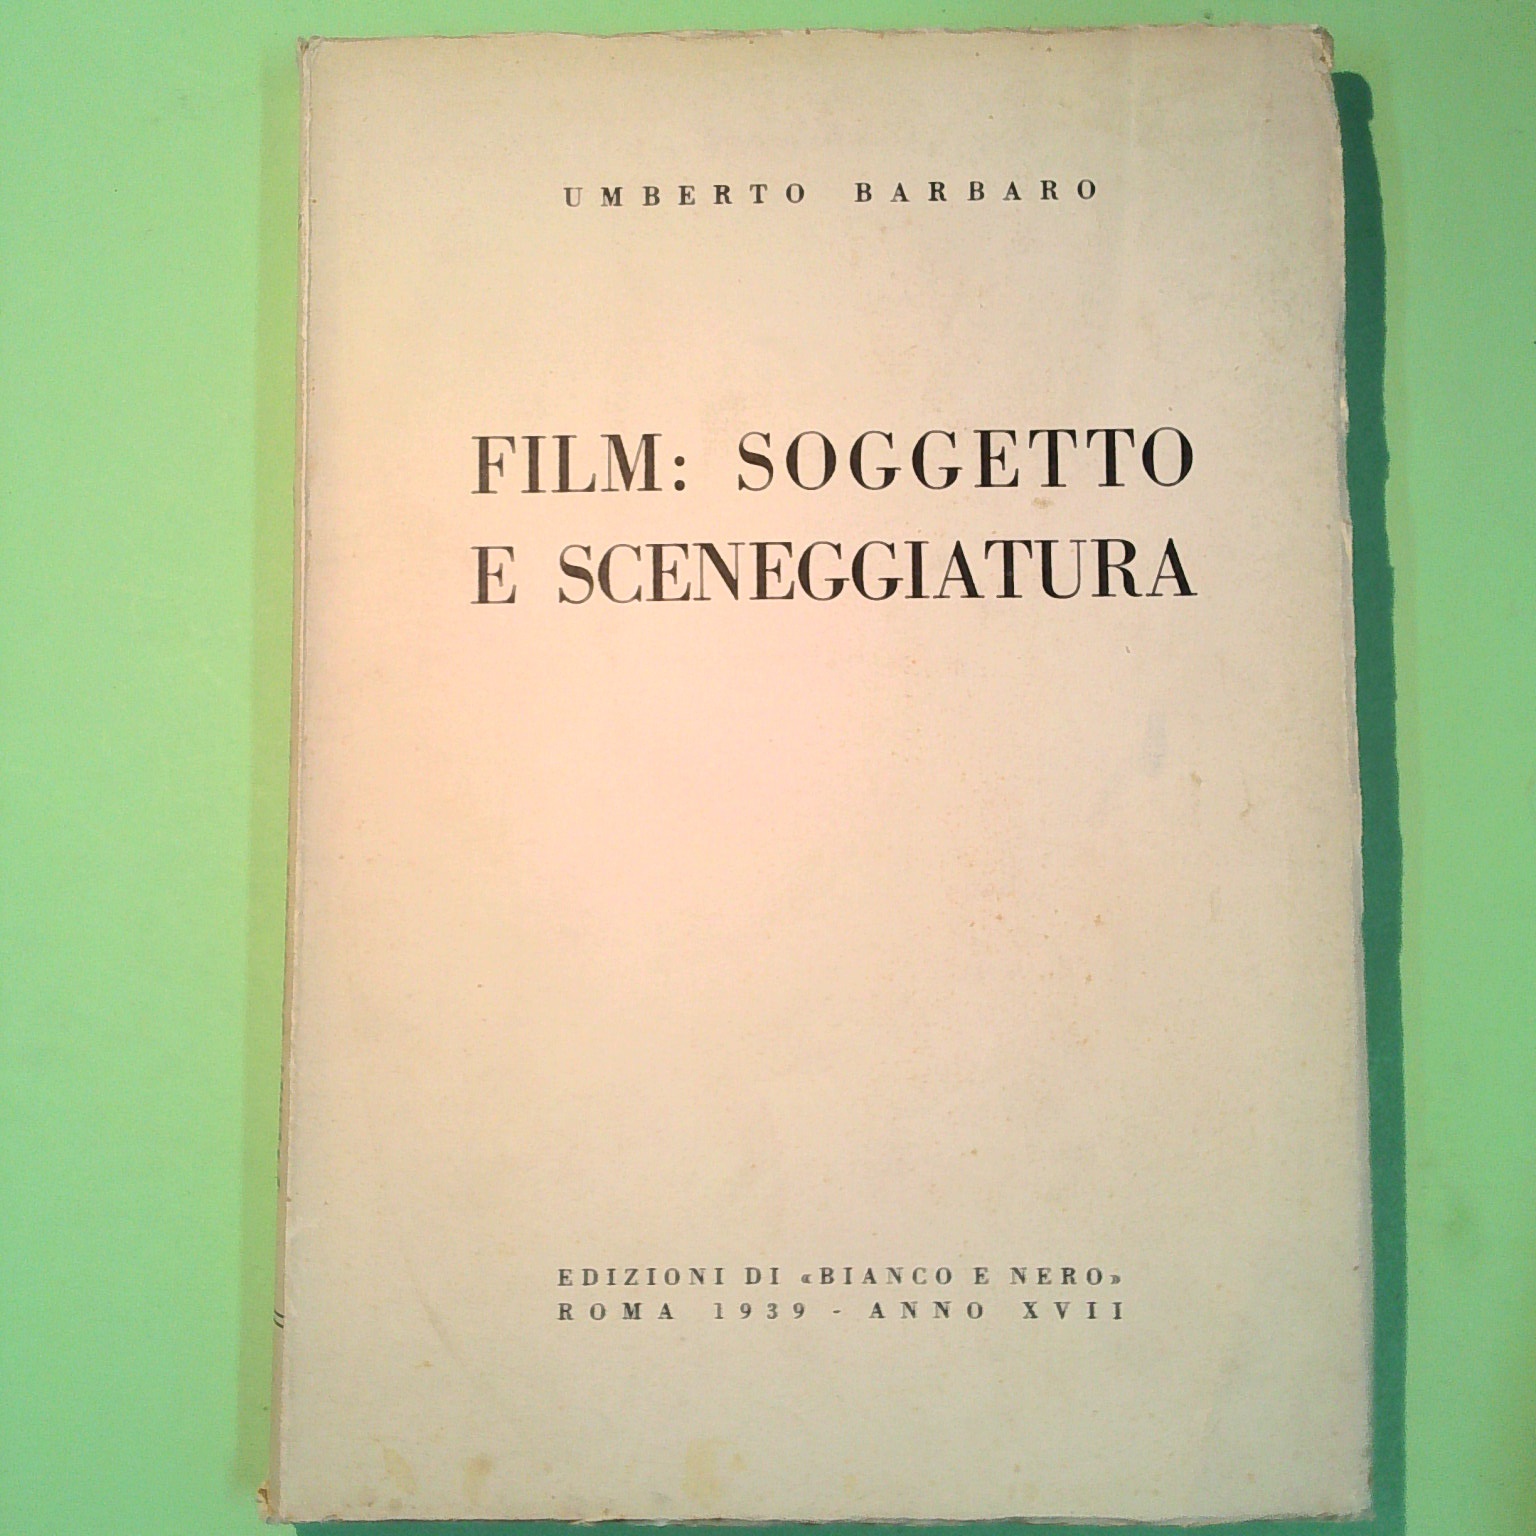 UMBERTO BARBARO
FILM: SOGGETTO
E SCENEGGIATURA
EDIZIONI DI «BIANCO E NERO»
ROMA 1939 - ANNO XVII